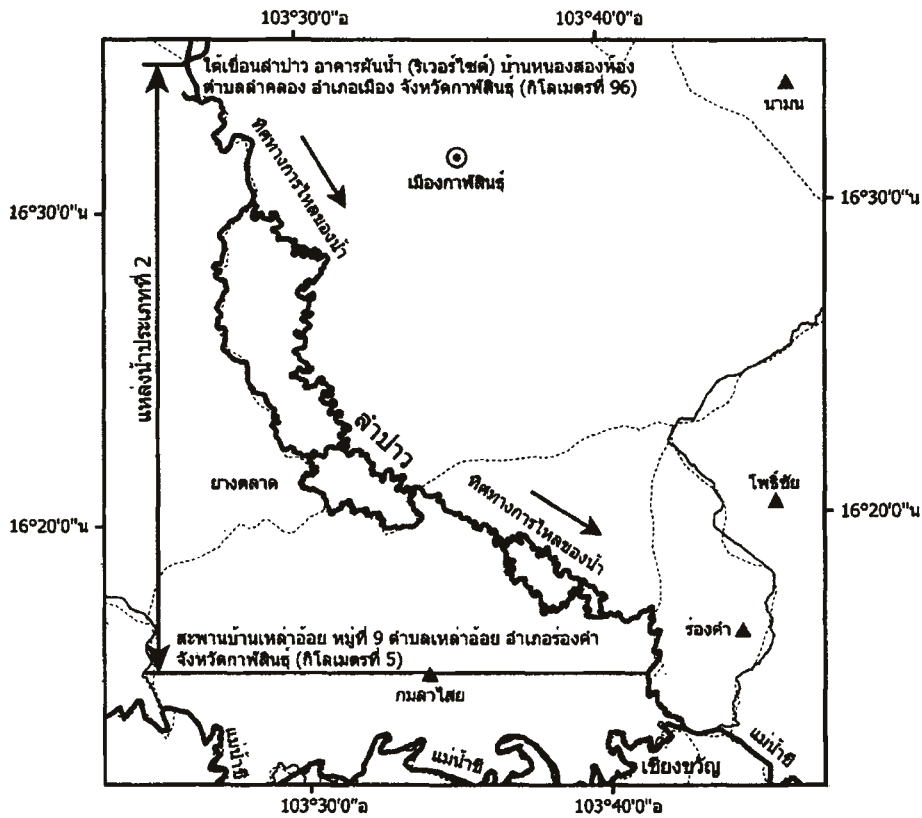 103°30'0"อ
103°40'0"อ
ใต้เขื่อนลำปาว อาคารผันน้ำ (ริเวอร์ไซด์) บ้านหนองสองห้อง
ตำบลลำคลอง อำเภอเมือง จังหวัดกาฬสินธุ์ (กิโลเมตรที่ 96)
นามน
ทิศทางการไหลของน้ำ
เมืองกาฬสินธุ์
16°30'0"น
16°30'0"น
แหล่งน้ำประเภทที่ 2
ลำปาว
ยางตลาด
ทิศทางการไหลของน้ำ
โพธิ์ชัย
16°20'0"น
16°20'0"น
ร่องคำ
สะพานบ้านเหล่าอ้อย หมู่ที่ 9 ตำบลเหล่าอ้อย อำเภอร่องคำ
จังหวัดกาฬสินธุ์ (กิโลเมตรที่ 5)
กมลาไสย
แม่น้ำชี
แม่น้ำชี
แม่น้ำชี
เชียงขวัญ
103°30'0"อ
103°40'0"อ